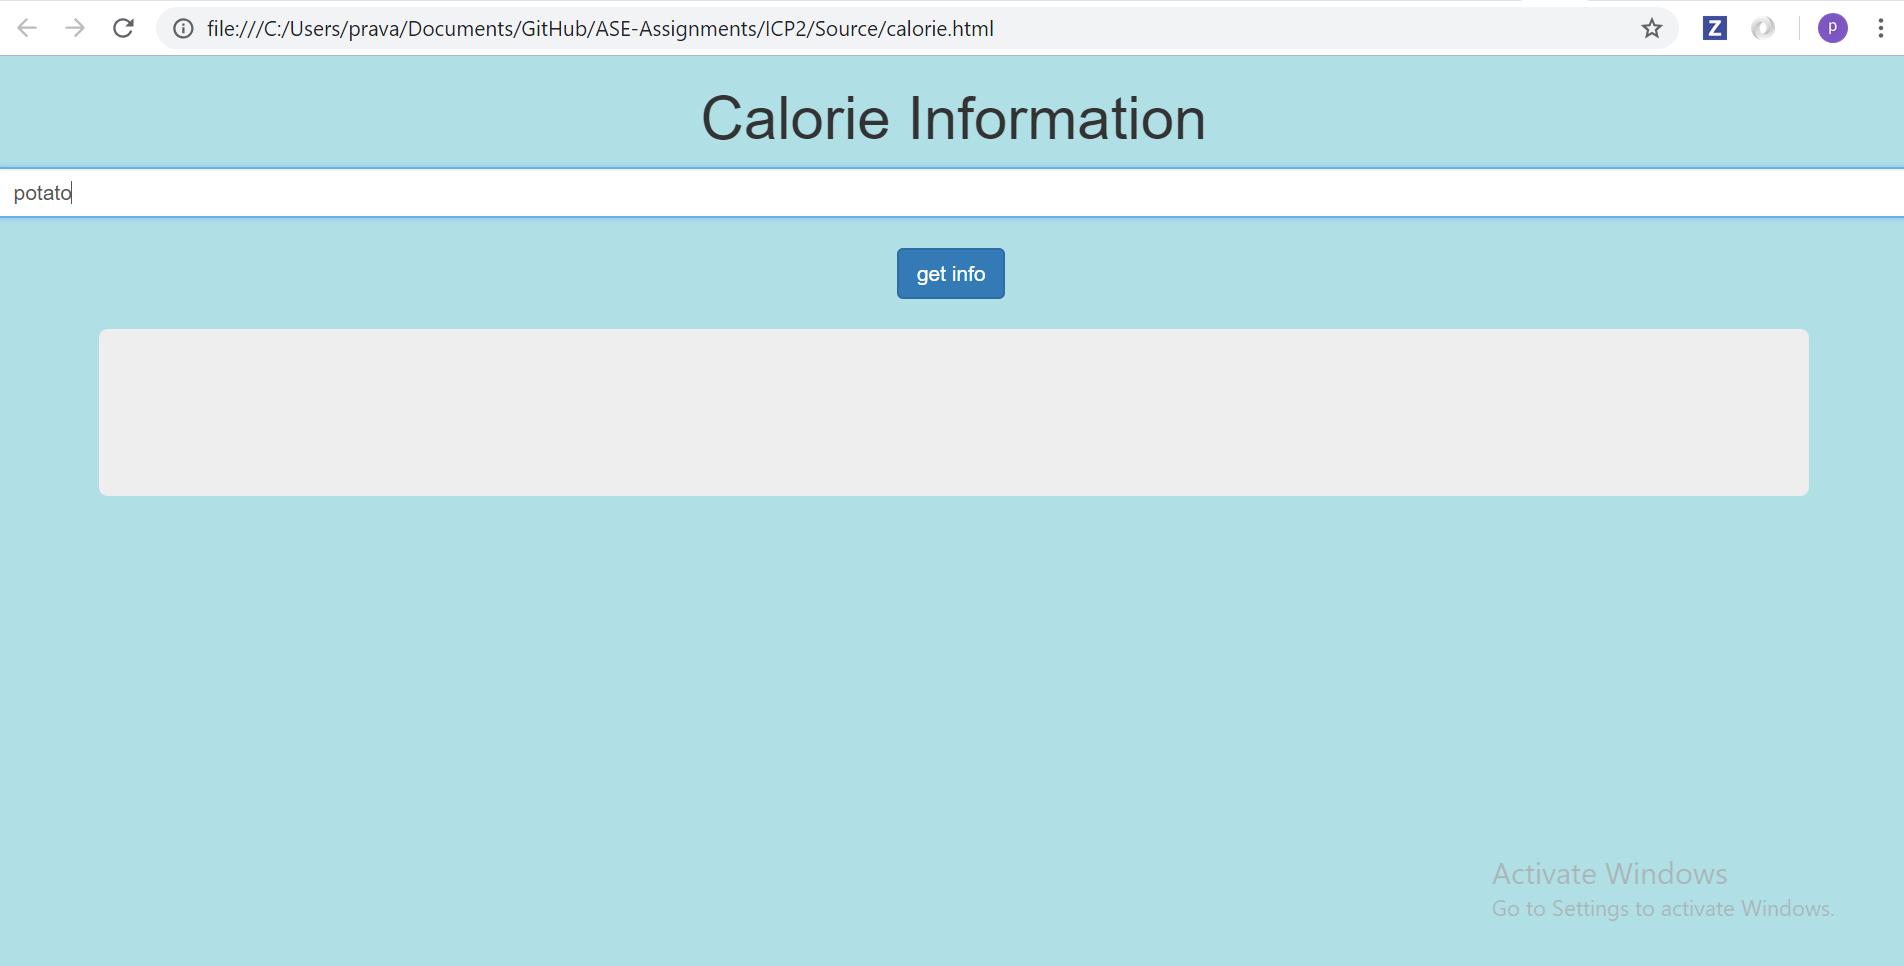 file:///C:/Users/prava/Documents/GitHub/ASE-Assignments/ICP2/Source/calorie.html
Z
p
Calorie Information
potato
get info
Activate Windows
Go to Settings to activate Windows.